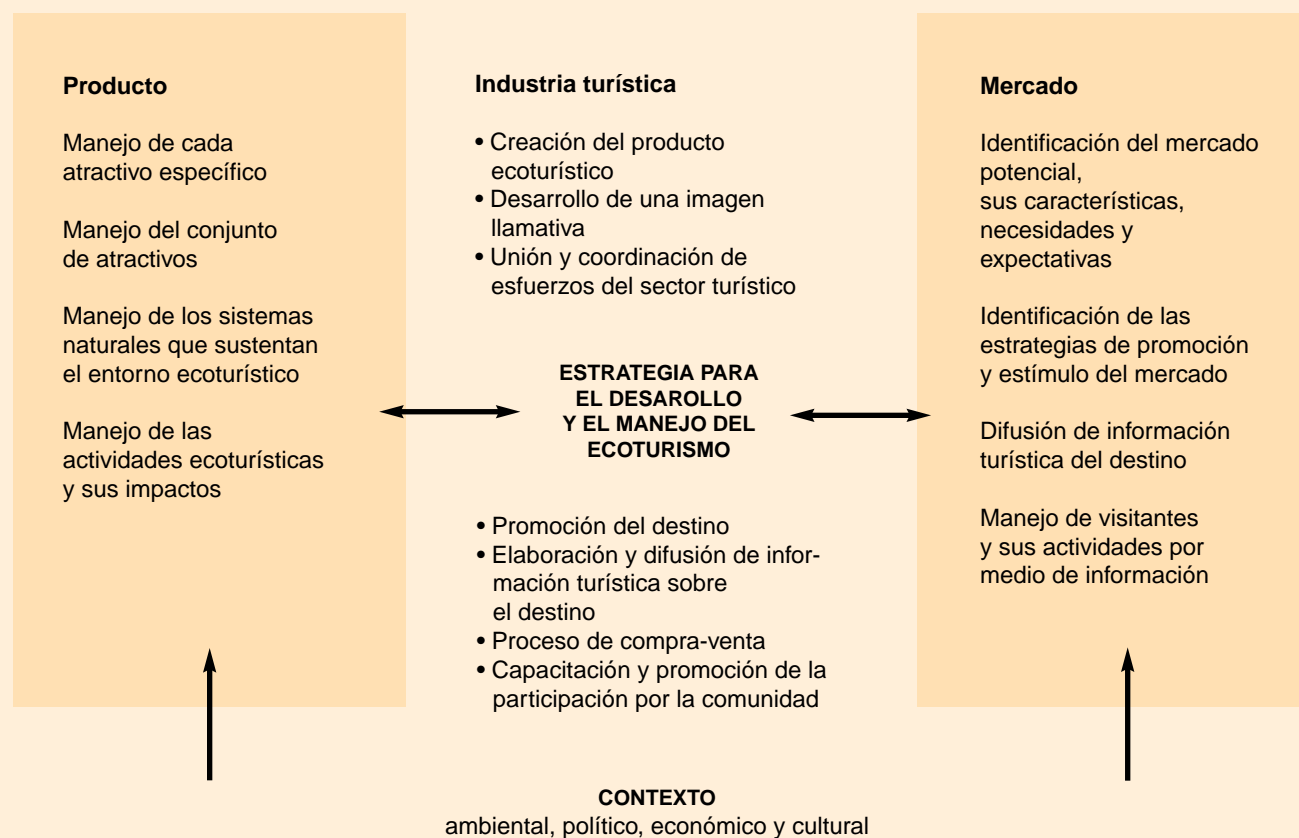 Producto
Manejo de cada
atractivo específico
Manejo del conjunto
de atractivos
Manejo de los sistemas
naturales que sustentan
el entorno ecoturístico
Manejo de las
actividades ecoturísticas
y sus impactos
Industria turística
• Creación del producto
ecoturístico
• Desarrollo de una imagen
llamativa
• Unión y coordinación de
esfuerzos del sector turístico
ESTRATEGIA PARA
EL DESAROLLO
Y EL MANEJO DEL
ECOTURISMO
• Promoción del destino
• Elaboración y difusión de infor-
mación turística sobre
el destino
• Proceso de compra-venta
• Capacitación y promoción de la
participación por la comunidad
Mercado
Identificación del mercado
potencial,
sus características,
necesidades y
expectativas
Identificación de las
estrategias de promoción
y estímulo del mercado
Difusión de información
turística del destino
Manejo de visitantes
y sus actividades por
medio de información
CONTEXTO
ambiental, político, económico y cultural